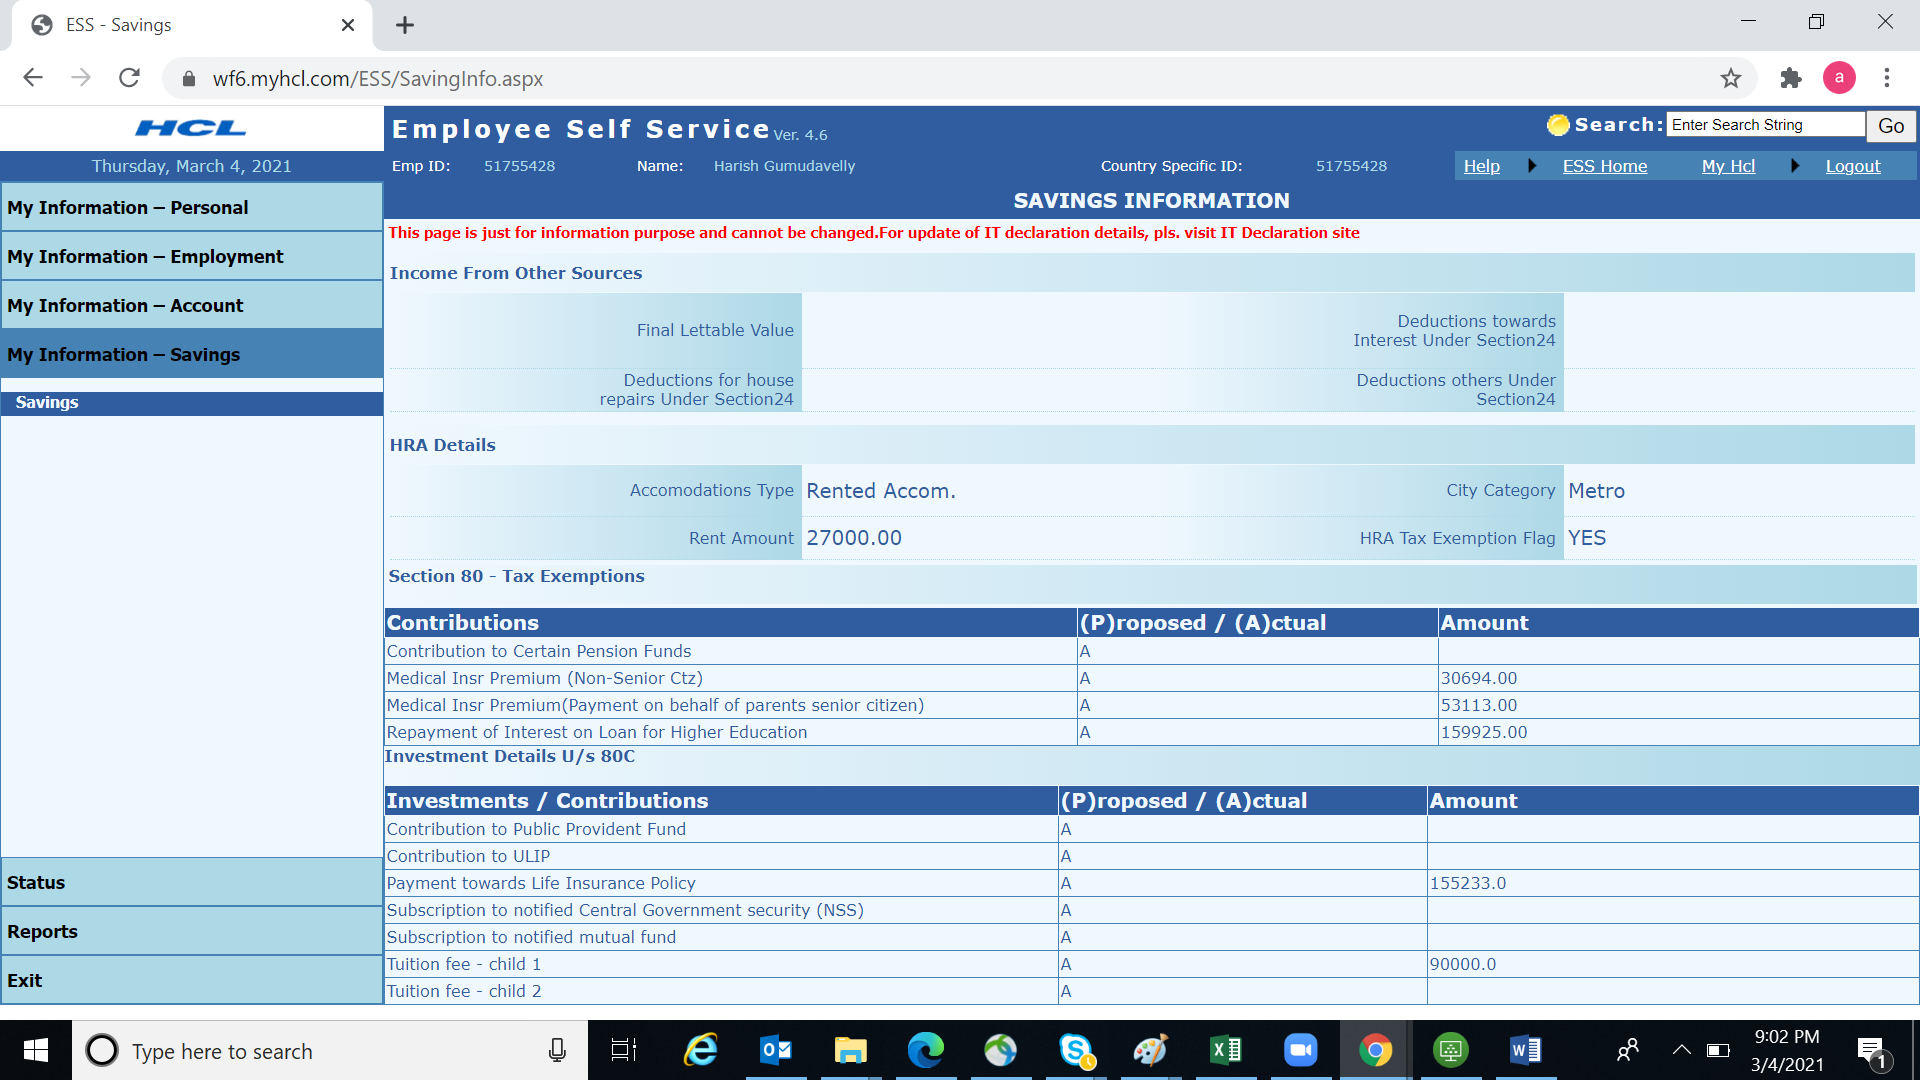 ESS - Savings
wf6.myhcl.com/ESS/SavingInfo.aspx
a
HCL
Employee Self Service Ver. 4.6
Search: Enter Search String Go
Thursday, March 4, 2021
Emp ID: 51755428 Name: Harish Gumudavelly Country Specific ID: 51755428 Help ESS Home My Hcl Logout
SAVINGS INFORMATION
My Information – Personal
My Information – Employment
My Information – Account
My Information – Savings
Savings
Status
Reports
Exit
This page is just for information purpose and cannot be changed.For update of IT declaration details, pls. visit IT Declaration site
Income From Other Sources
Final Lettable Value
Deductions towards
Interest Under Section24
Deductions for house
repairs Under Section24
Deductions others Under
Section24
HRA Details
Accomodations Type Rented Accom. City Category Metro
Rent Amount 27000.00 HRA Tax Exemption Flag YES
Section 80 - Tax Exemptions
Contributions (P)roposed / (A)ctual Amount
Contribution to Certain Pension Funds A
Medical Insr Premium (Non-Senior Ctz) A 30694.00
Medical Insr Premium(Payment on behalf of parents senior citizen) A 53113.00
Repayment of Interest on Loan for Higher Education A 159925.00
Investment Details U/s 80C
Investments / Contributions (P)roposed / (A)ctual Amount
Contribution to Public Provident Fund A
Contribution to ULIP A
Payment towards Life Insurance Policy A 155233.0
Subscription to notified Central Government security (NSS) A
Subscription to notified mutual fund A
Tuition fee - child 1 A 90000.0
Tuition fee - child 2 A
Type here to search
9:02 PM
3/4/2021
1